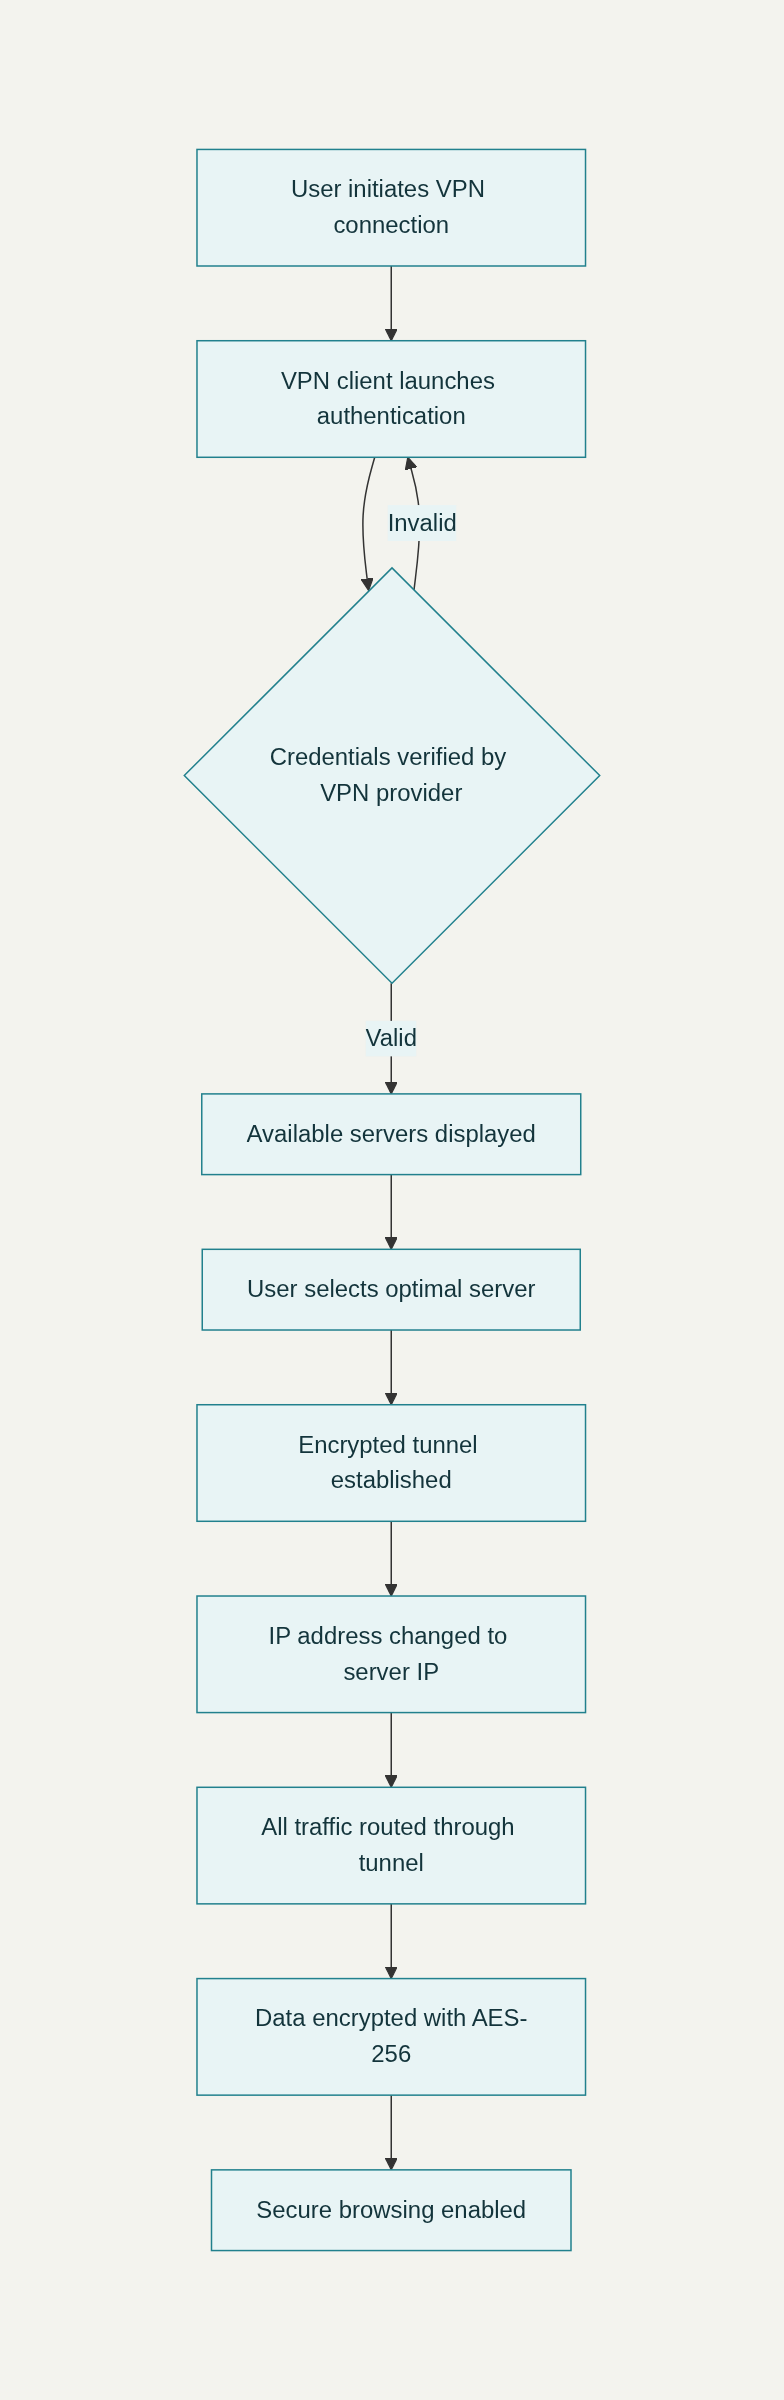 User initiates VPN
connection
VPN client launches
authentication
Invalid
Credentials verified by
VPN provider
Valid
Available servers displayed
User selects optimal server
Encrypted tunnel
established
IP address changed to
server IP
All traffic routed through
tunnel
Data encrypted with AES-
256
Secure browsing enabled